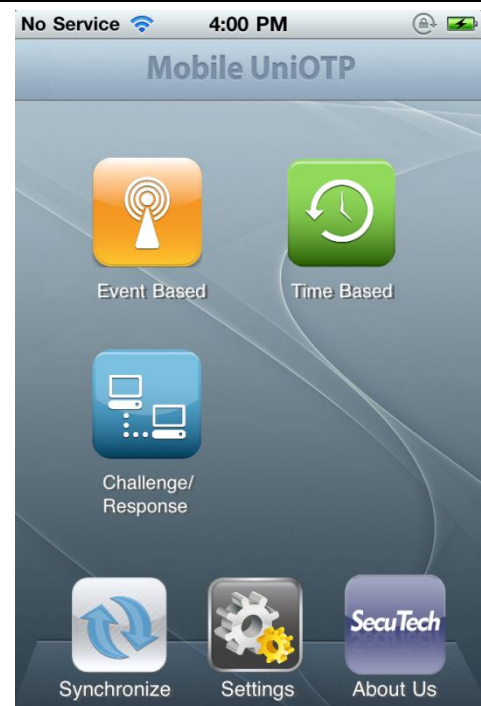 No Service 4:00 PM
Mobile UniOTP
Event Based Time Based
Challenge/
Response
SecuTech
Synchronize Settings About Us